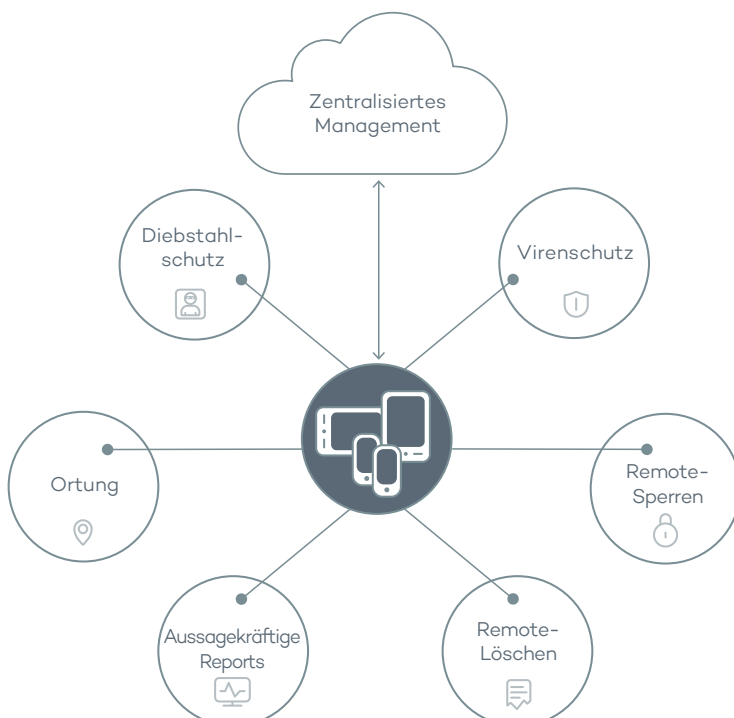 Zentralisiertes
Management
Diebstahl-
schutz
Virenschutz
Ortung
Remote-
Sperren
Aussagekräftige
Reports
Remote-
Löschen